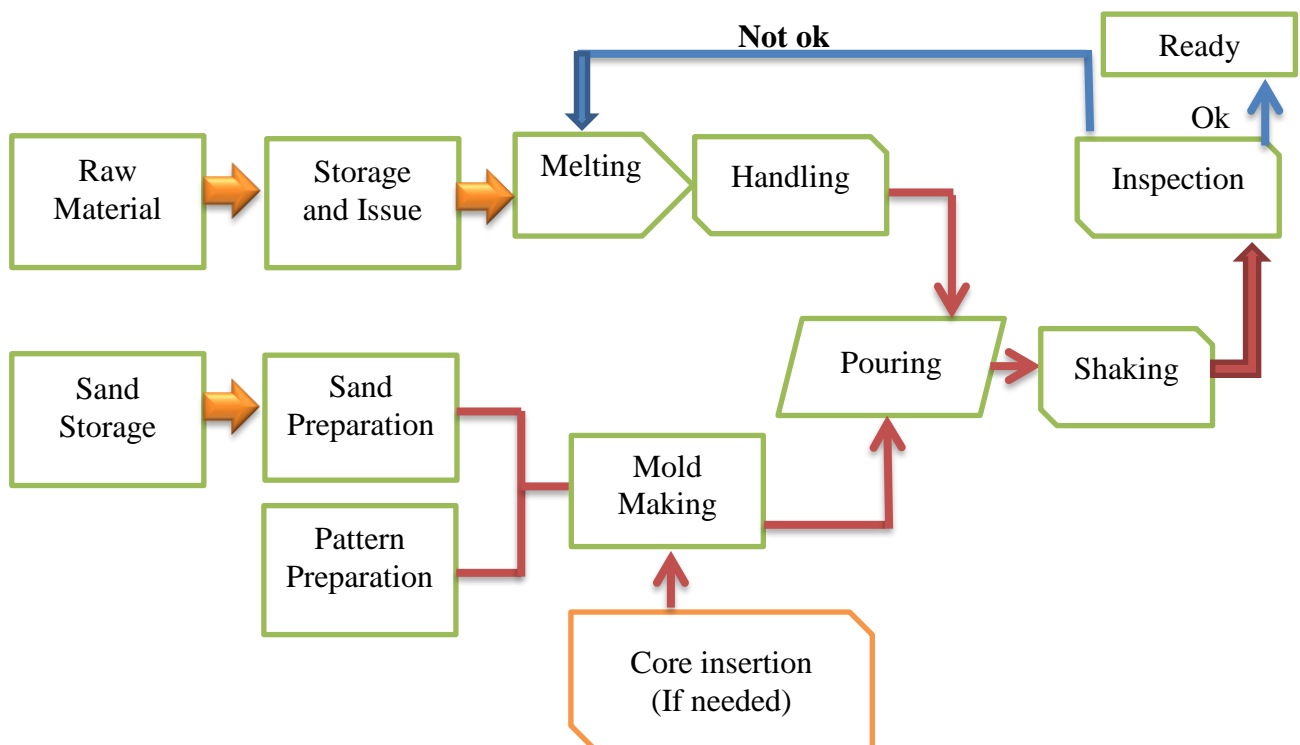 Not ok
Ready
Ok
Raw
Material
Storage
and Issue
Melting
Handling
Inspection
Sand
Storage
Sand
Preparation
Pouring
Shaking
Mold
Making
Pattern
Preparation
Core insertion
(If needed)